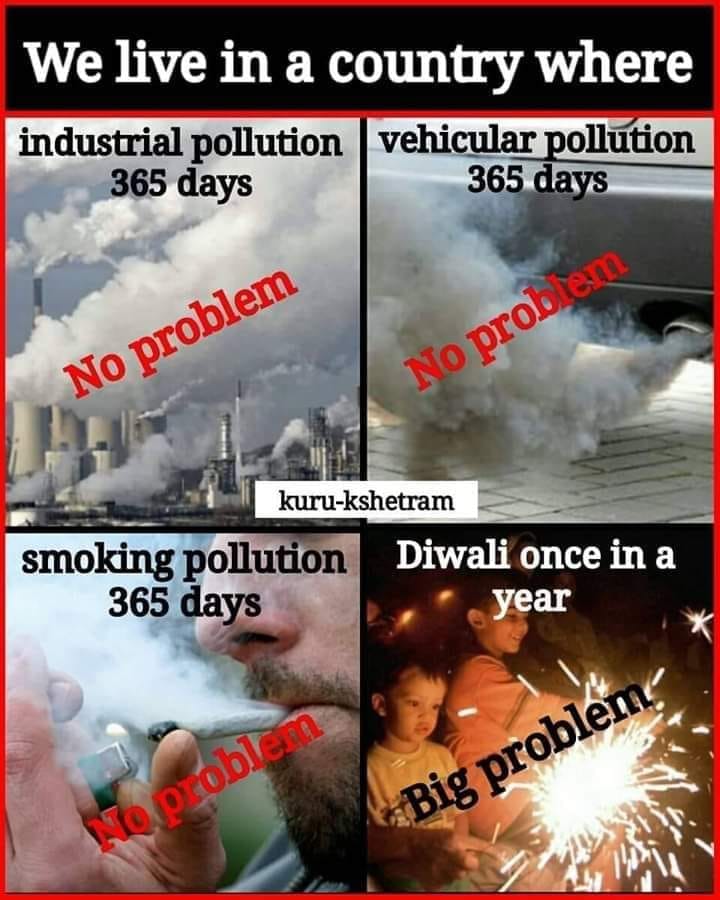 We live in a country where
industrial pollution
365 days
No problem
vehicular pollution
365 days
No problem
kuru-kshetram
smoking pollution
365 days
No problem
Diwali once in a
year
Big problem